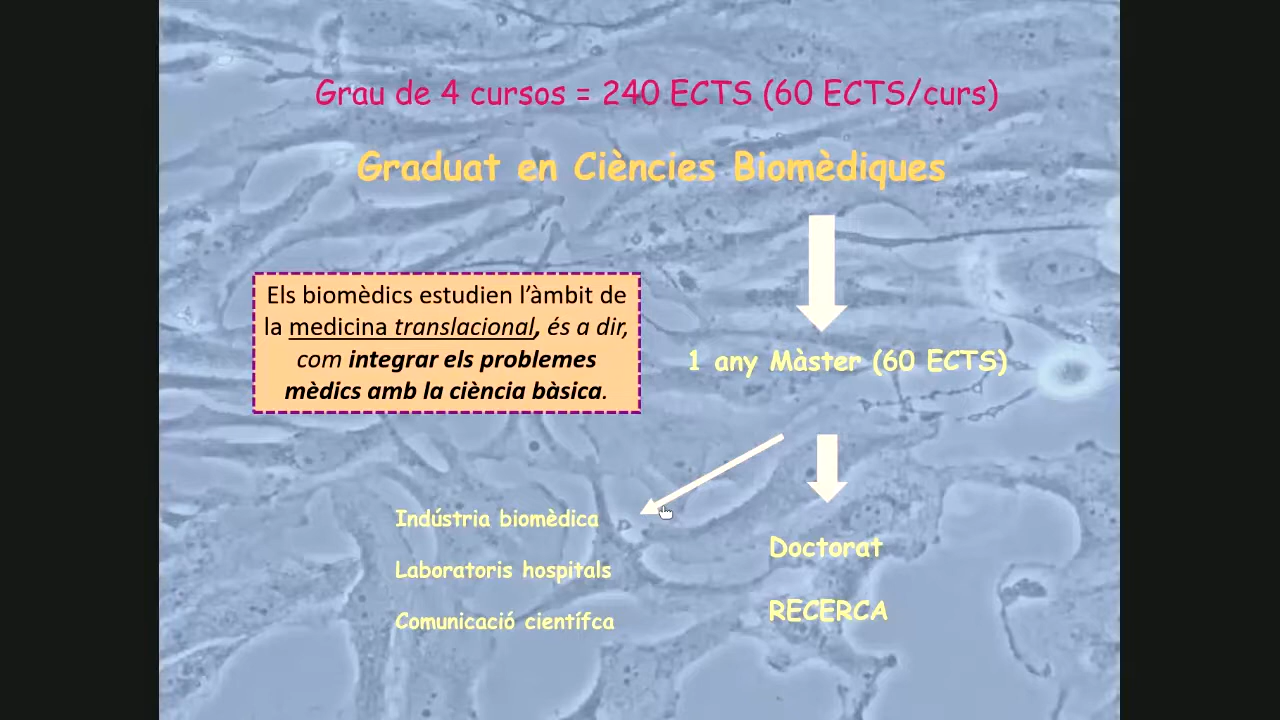 Grau de 4 cursos = 240 ECTS (60 ECTS/curs)
Graduat en Ciències Biomèdiques
Els biomèdics estudien l’àmbit de
la medicina translacional, és a dir,
com integrar els problemes
mèdics amb la ciència bàsica.
1 any Màster (60 ECTS)
Indústria biomèdica
Laboratoris hospitals
Comunicació científca
Doctorat
RECERCA